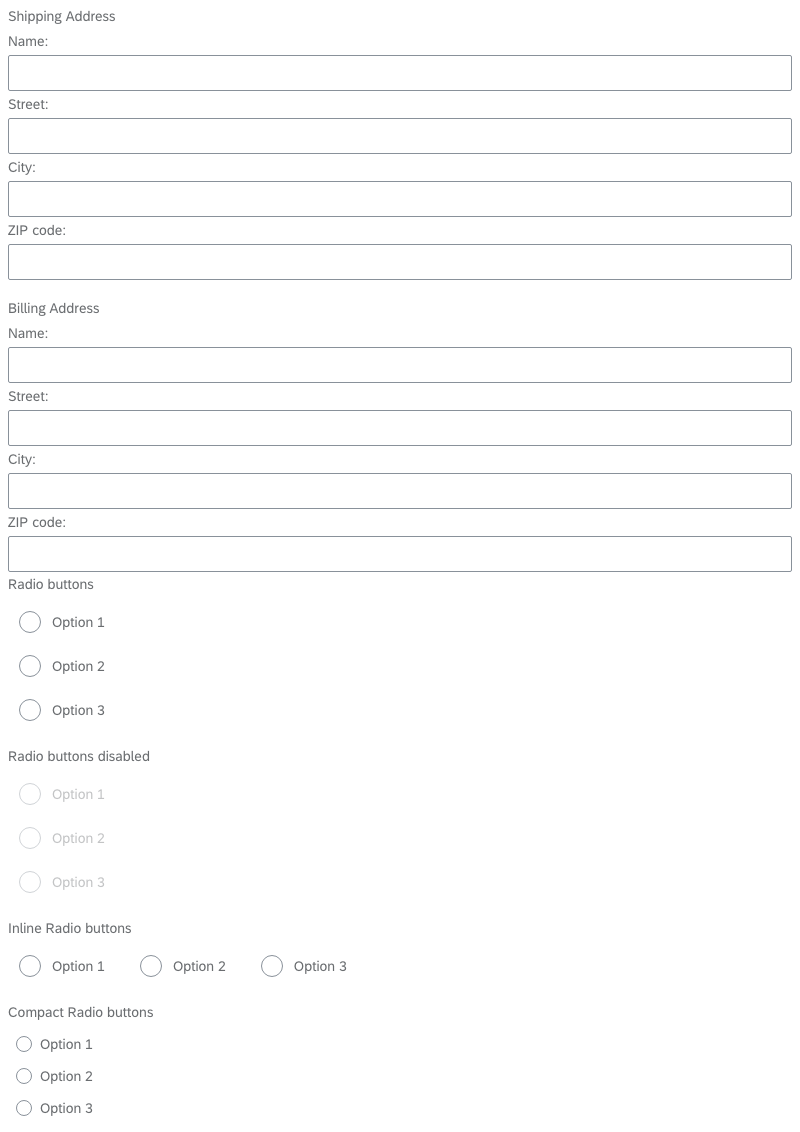 Shipping Address
Name:
Street:
City:
ZIP code:
Billing Address
Name:
Street:
City:
ZIP code:
Radio buttons
Option 1
Option 2
Option 3
Radio buttons disabled
Option 1
Option 2
Option 3
Inline Radio buttons
Option 1 Option 2 Option 3
Compact Radio buttons
Option 1
Option 2
Option 3